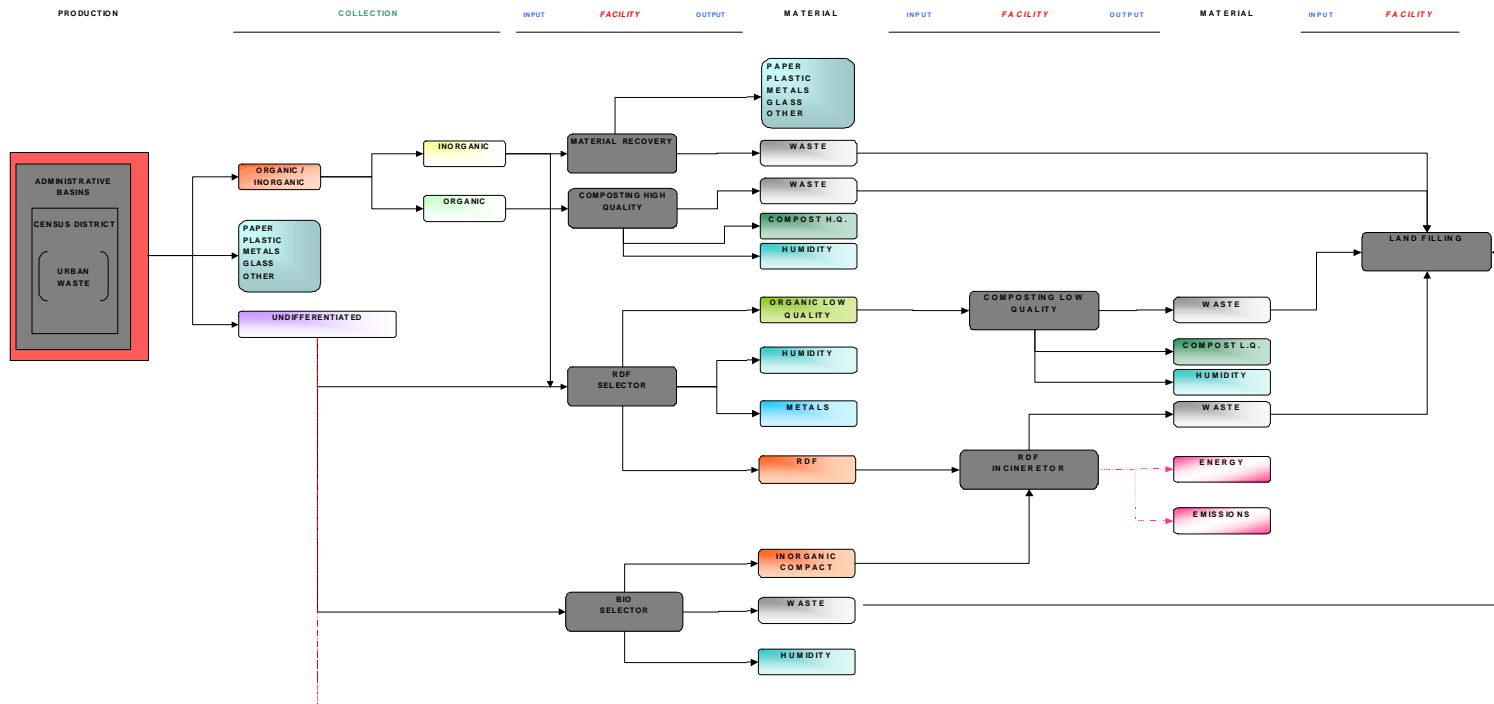 PRODUCTION
COLLECTION
INPUT
FACILITY
OUTPUT
MATERIAL
INPUT
FACILITY
OUTPUT
MATERIAL
INPUT
FACILITY
ADMINISTRATIVE
BASINS
CENSUS DISTRICT
URBAN
WASTE
ORGANIC /
INORGANIC
PAPER
PLASTIC
METALS
GLASS
OTHER
UNDIFFERENTIATED
INORGANIC
ORGANIC
MATERIAL RECOVERY
COMPOSTING HIGH
QUALITY
RDF
SELECTOR
BIO
SELECTOR
PAPER
PLASTIC
METALS
GLASS
OTHER
WASTE
WASTE
COMPOST H.Q.
HUMIDITY
ORGANIC LOW
QUALITY
HUMIDITY
METALS
RDF
INORGANIC
COMPACT
WASTE
HUMIDITY
COMPOSTING LOW
QUALITY
RDF
INCINERETOR
WASTE
COMPOST L.Q.
HUMIDITY
WASTE
ENERGY
EMISSIONS
LAND FILLING